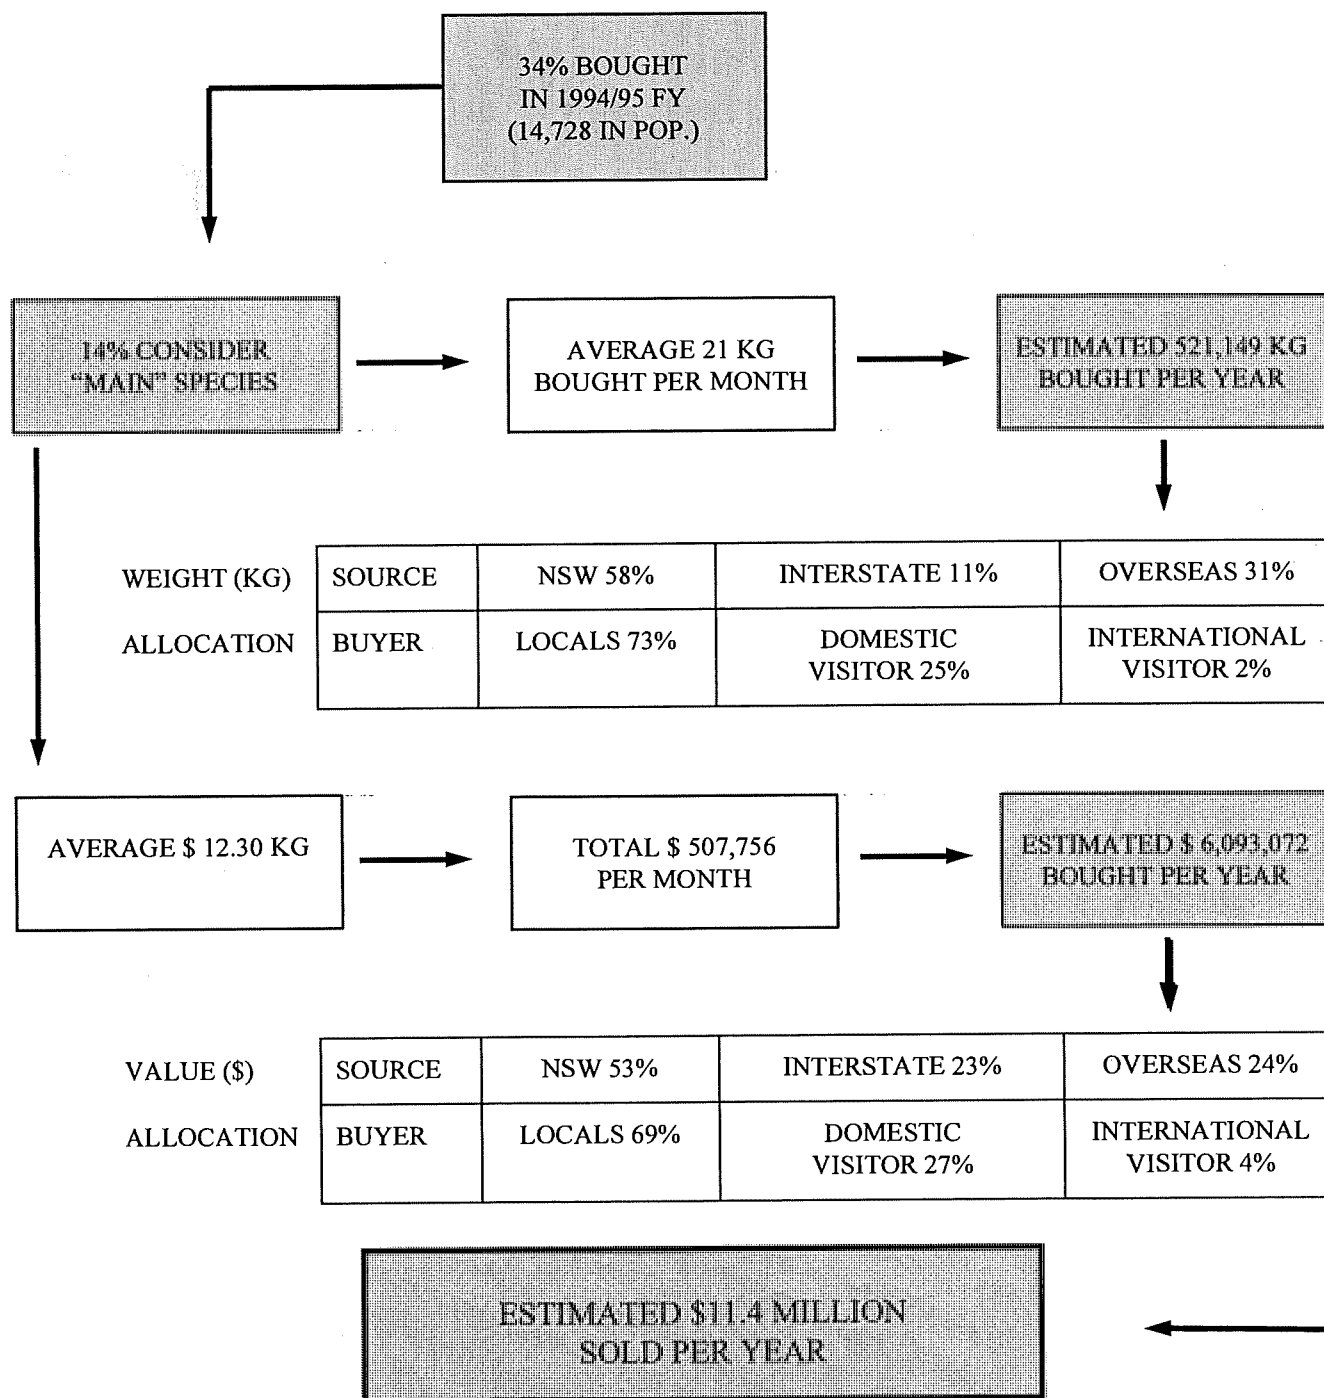 34% BOUGHT
IN 1994/95 FY
(14,728 IN POP.)
14% CONSIDER
“MAIN” SPECIES
AVERAGE 21 KG
BOUGHT PER MONTH
ESTIMATED 521,149 KG
BOUGHT PER YEAR
WEIGHT (KG)
SOURCE
NSW 58%
INTERSTATE 11%
OVERSEAS 31%
ALLOCATION
BUYER
LOCALS 73%
DOMESTIC
VISITOR 25%
INTERNATIONAL
VISITOR 2%
AVERAGE $ 12.30 KG
TOTAL $ 507,756
PER MONTH
ESTIMATED $ 6,093,072
BOUGHT PER YEAR
VALUE ($)
SOURCE
NSW 53%
INTERSTATE 23%
OVERSEAS 24%
ALLOCATION
BUYER
LOCALS 69%
DOMESTIC
VISITOR 27%
INTERNATIONAL
VISITOR 4%
ESTIMATED $11.4 MILLION
SOLD PER YEAR